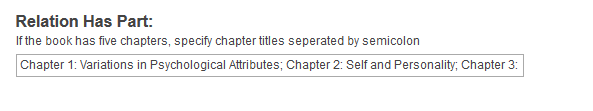 Relation Has Part:
If the book has five chapters, specify chapter titles seperated by semicolon
Chapter 1: Variations in Psychological Attributes; Chapter 2: Self and Personality; Chapter 3: